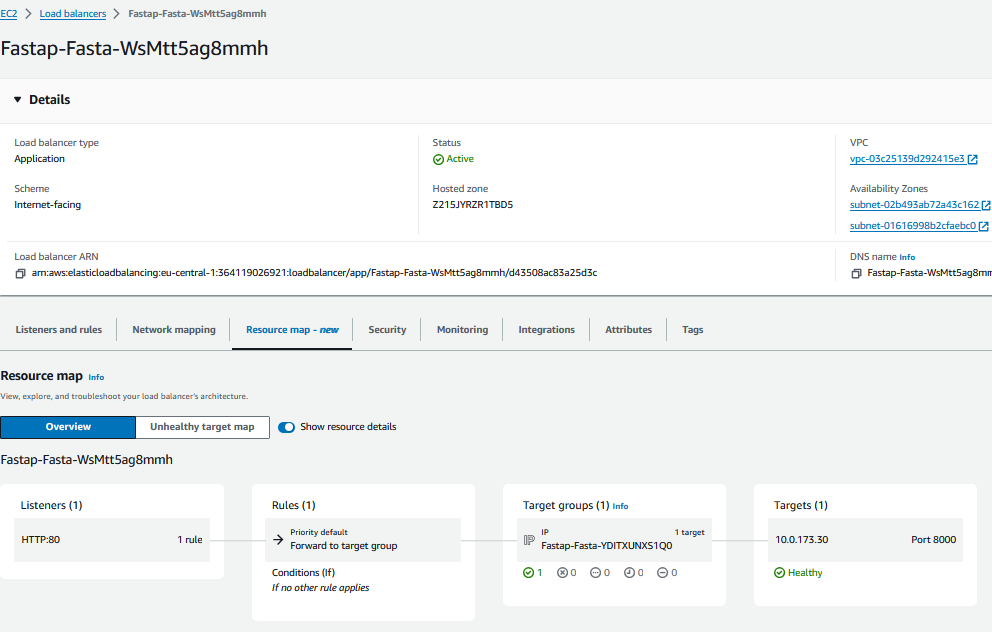 EC2 > Load balancers > Fastap-Fasta-WsMtt5ag8mmh
Fastap-Fasta-WsMtt5ag8mmh
Details
Load balancer type
Application
Status
Active
VPC
vpc-03c25139d292415e3
Scheme
Internet-facing
Hosted zone
Z215JYRZR1TBD5
Availability Zones
subnet-02b493ab72a43c162
subnet-01616998b2cfaebc0
Load balancer ARN
arn:aws:elasticloadbalancing:eu-central-1:364119026921:loadbalancer/app/Fastap-Fasta-WsMtt5ag8mmh/d43508ac83a25d3c
DNS name Info
Fastap-Fasta-WsMtt5ag8mm
Listeners and rules Network mapping Resource map - new Security Monitoring Integrations Attributes Tags
Resource map Info
View, explore, and troubleshoot your load balancer's architecture.
Overview Unhealthy target map Show resource details
Fastap-Fasta-WsMtt5ag8mmh
Listeners (1)
HTTP:80 1 rule
Rules (1)
Priority default
Forward to target group
Conditions (If)
If no other rule applies
Target groups (1) Info
IP 1 target
Fastap-Fasta-YDITXUNXS1Q0
1 0 0 0 0
Targets (1)
10.0.173.30 Port 8000
Healthy